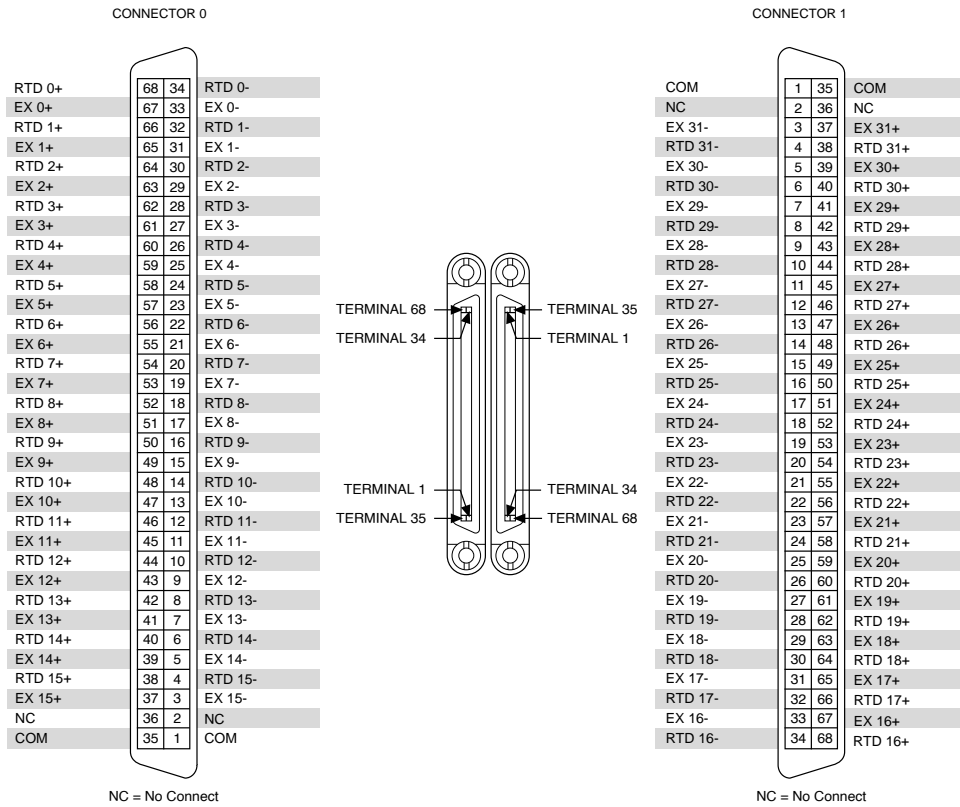 CONNECTOR 0
RTD 0+ 68 34 RTD 0-
EX 0+ 67 33 EX 0-
RTD 1+ 66 32 RTD 1-
EX 1+ 65 31 EX 1-
RTD 2+ 64 30 RTD 2-
EX 2+ 63 29 EX 2-
RTD 3+ 62 28 RTD 3-
EX 3+ 61 27 EX 3-
RTD 4+ 60 26 RTD 4-
EX 4+ 59 25 EX 4-
RTD 5+ 58 24 RTD 5-
EX 5+ 57 23 EX 5-
RTD 6+ 56 22 RTD 6-
EX 6+ 55 21 EX 6-
RTD 7+ 54 20 RTD 7-
EX 7+ 53 19 EX 7-
RTD 8+ 52 18 RTD 8-
EX 8+ 51 17 EX 8-
RTD 9+ 50 16 RTD 9-
EX 9+ 49 15 EX 9-
RTD 10+ 48 14 RTD 10-
EX 10+ 47 13 EX 10-
RTD 11+ 46 12 RTD 11-
EX 11+ 45 11 EX 11-
RTD 12+ 44 10 RTD 12-
EX 12+ 43 9 EX 12-
RTD 13+ 42 8 RTD 13-
EX 13+ 41 7 EX 13-
RTD 14+ 40 6 RTD 14-
EX 14+ 39 5 EX 14-
RTD 15+ 38 4 RTD 15-
EX 15+ 37 3 EX 15-
NC 36 2 NC
COM 35 1 COM
NC = No Connect
TERMINAL 68 TERMINAL 35
TERMINAL 34 TERMINAL 1
TERMINAL 1 TERMINAL 34
TERMINAL 35 TERMINAL 68
CONNECTOR 1
COM 1 35 COM
NC 2 36 NC
EX 31- 3 37 EX 31+
RTD 31- 4 38 RTD 31+
EX 30- 5 39 EX 30+
RTD 30- 6 40 RTD 30+
EX 29- 7 41 EX 29+
RTD 29- 8 42 RTD 29+
EX 28- 9 43 EX 28+
RTD 28- 10 44 RTD 28+
EX 27- 11 45 EX 27+
RTD 27- 12 46 RTD 27+
EX 26- 13 47 EX 26+
RTD 26- 14 48 RTD 26+
EX 25- 15 49 EX 25+
RTD 25- 16 50 RTD 25+
EX 24- 17 51 EX 24+
RTD 24- 18 52 RTD 24+
EX 23- 19 53 EX 23+
RTD 23- 20 54 RTD 23+
EX 22- 21 55 EX 22+
RTD 22- 22 56 RTD 22+
EX 21- 23 57 EX 21+
RTD 21- 24 58 RTD 21+
EX 20- 25 59 EX 20+
RTD 20- 26 60 RTD 20+
EX 19- 27 61 EX 19+
RTD 19- 28 62 RTD 19+
EX 18- 29 63 EX 18+
RTD 18- 30 64 RTD 18+
EX 17- 31 65 EX 17+
RTD 17- 32 66 RTD 17+
EX 16- 33 67 EX 16+
RTD 16- 34 68 RTD 16+
NC = No Connect